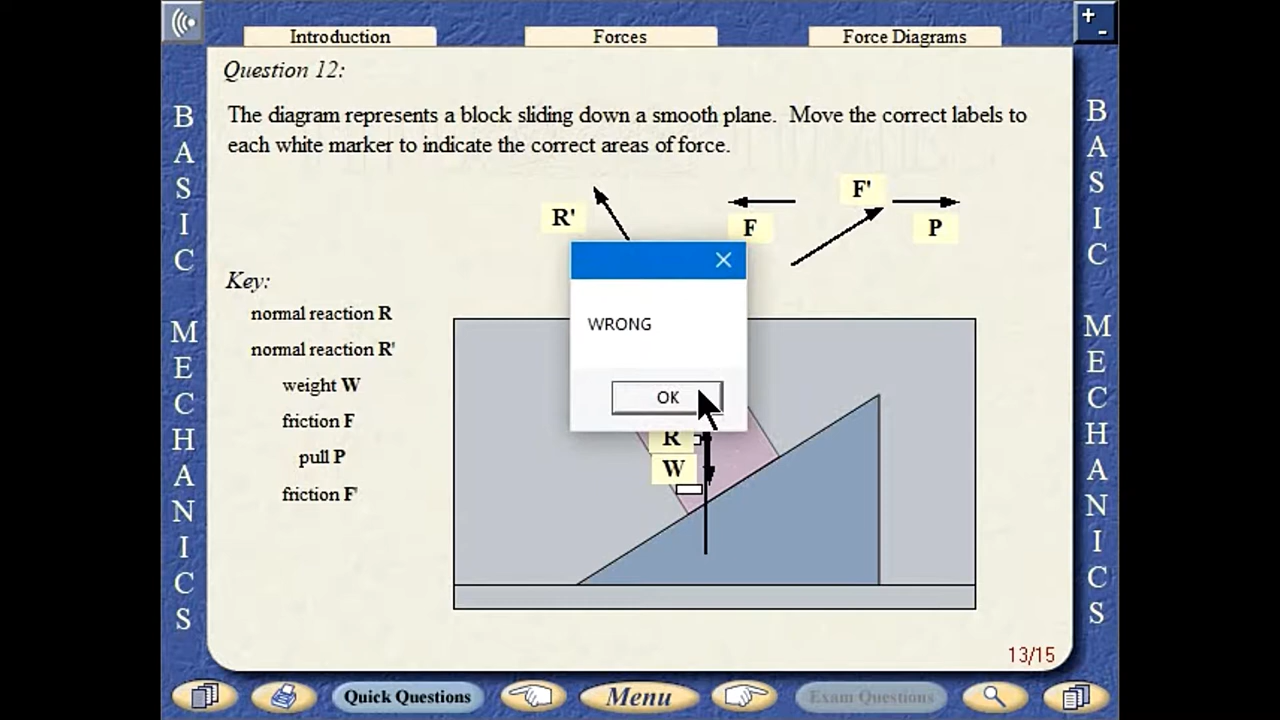 Introduction
Forces
Force Diagrams
+
-
BASIC MECHANICS
BASIC MECHANICS
Question 12:
The diagram represents a block sliding down a smooth plane. Move the correct labels to
each white marker to indicate the correct areas of force.
R'
F
F'
P
Key:
normal reaction R
normal reaction R'
weight W
friction F
pull P
friction F'
WRONG
OK
R
W
13/15
Quick Questions
Menu
Exam Questions